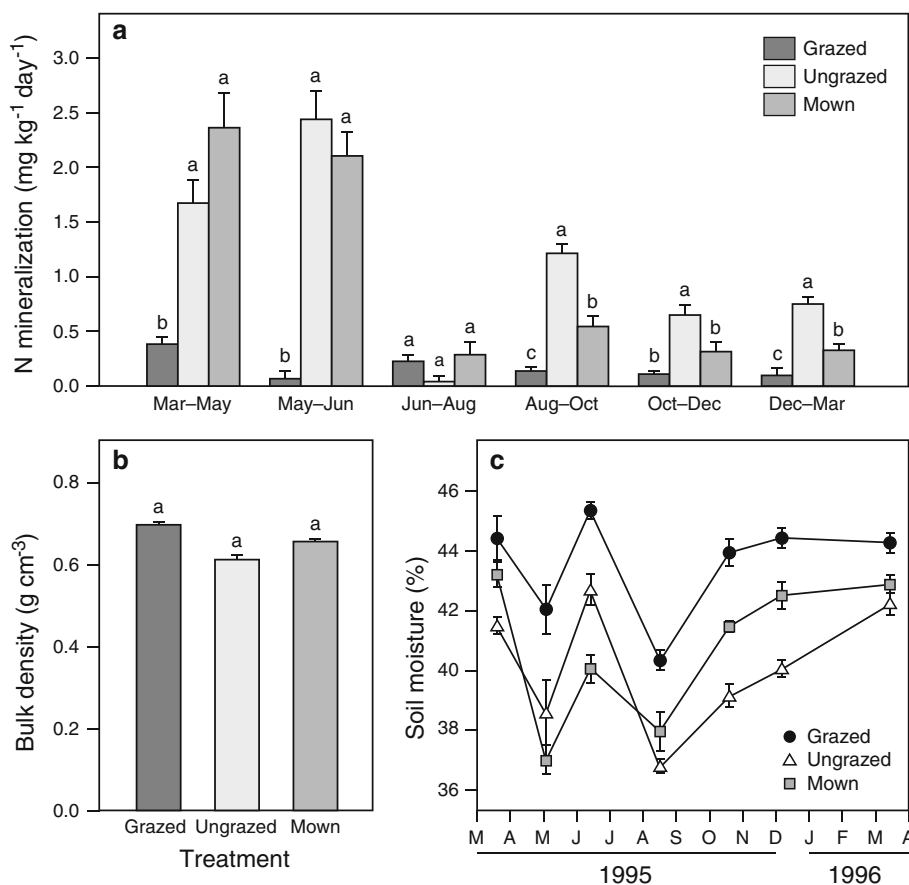 a
Grazed
Ungrazed
Mown
N mineralization (mg kg⁻¹ day⁻¹)
3.0
2.5
2.0
1.5
1.0
0.5
0.0
b a a
b a a
a a a
c a b
b a b
c a b
Mar–May May–Jun Jun–Aug Aug–Oct Oct–Dec Dec–Mar
b
Bulk density (g cm⁻³)
0.8
0.6
0.4
0.2
0.0
a a a
Grazed Ungrazed Mown
Treatment
c
Soil moisture (%)
46
44
42
40
38
36
Grazed
Ungrazed
Mown
M A M J J A S O N D J F M A
1995 1996